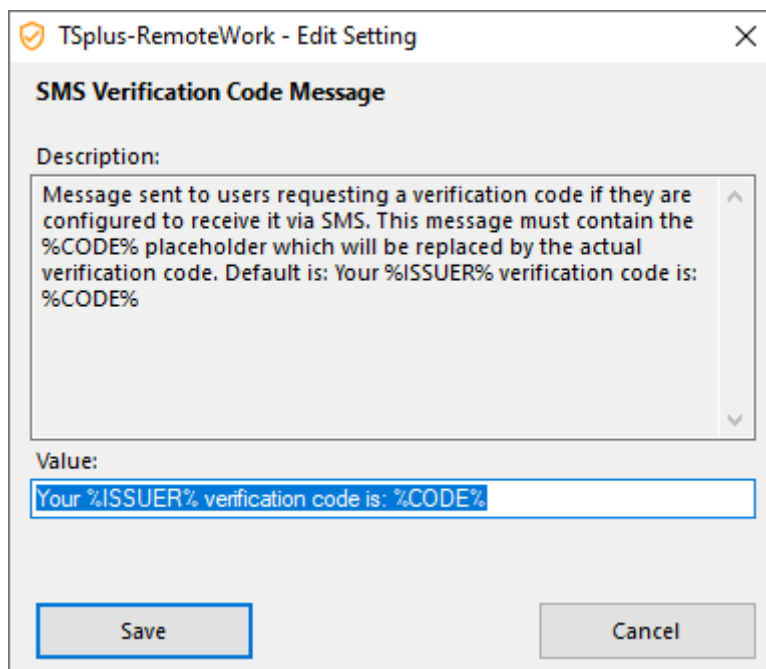 TSplus-RemoteWork - Edit Setting
SMS Verification Code Message
Description:
Message sent to users requesting a verification code if they are
configured to receive it via SMS. This message must contain the
%CODE% placeholder which will be replaced by the actual
verification code. Default is: Your %ISSUER% verification code is:
%CODE%
Value:
Your %ISSUER% verification code is: %CODE%
Save
Cancel